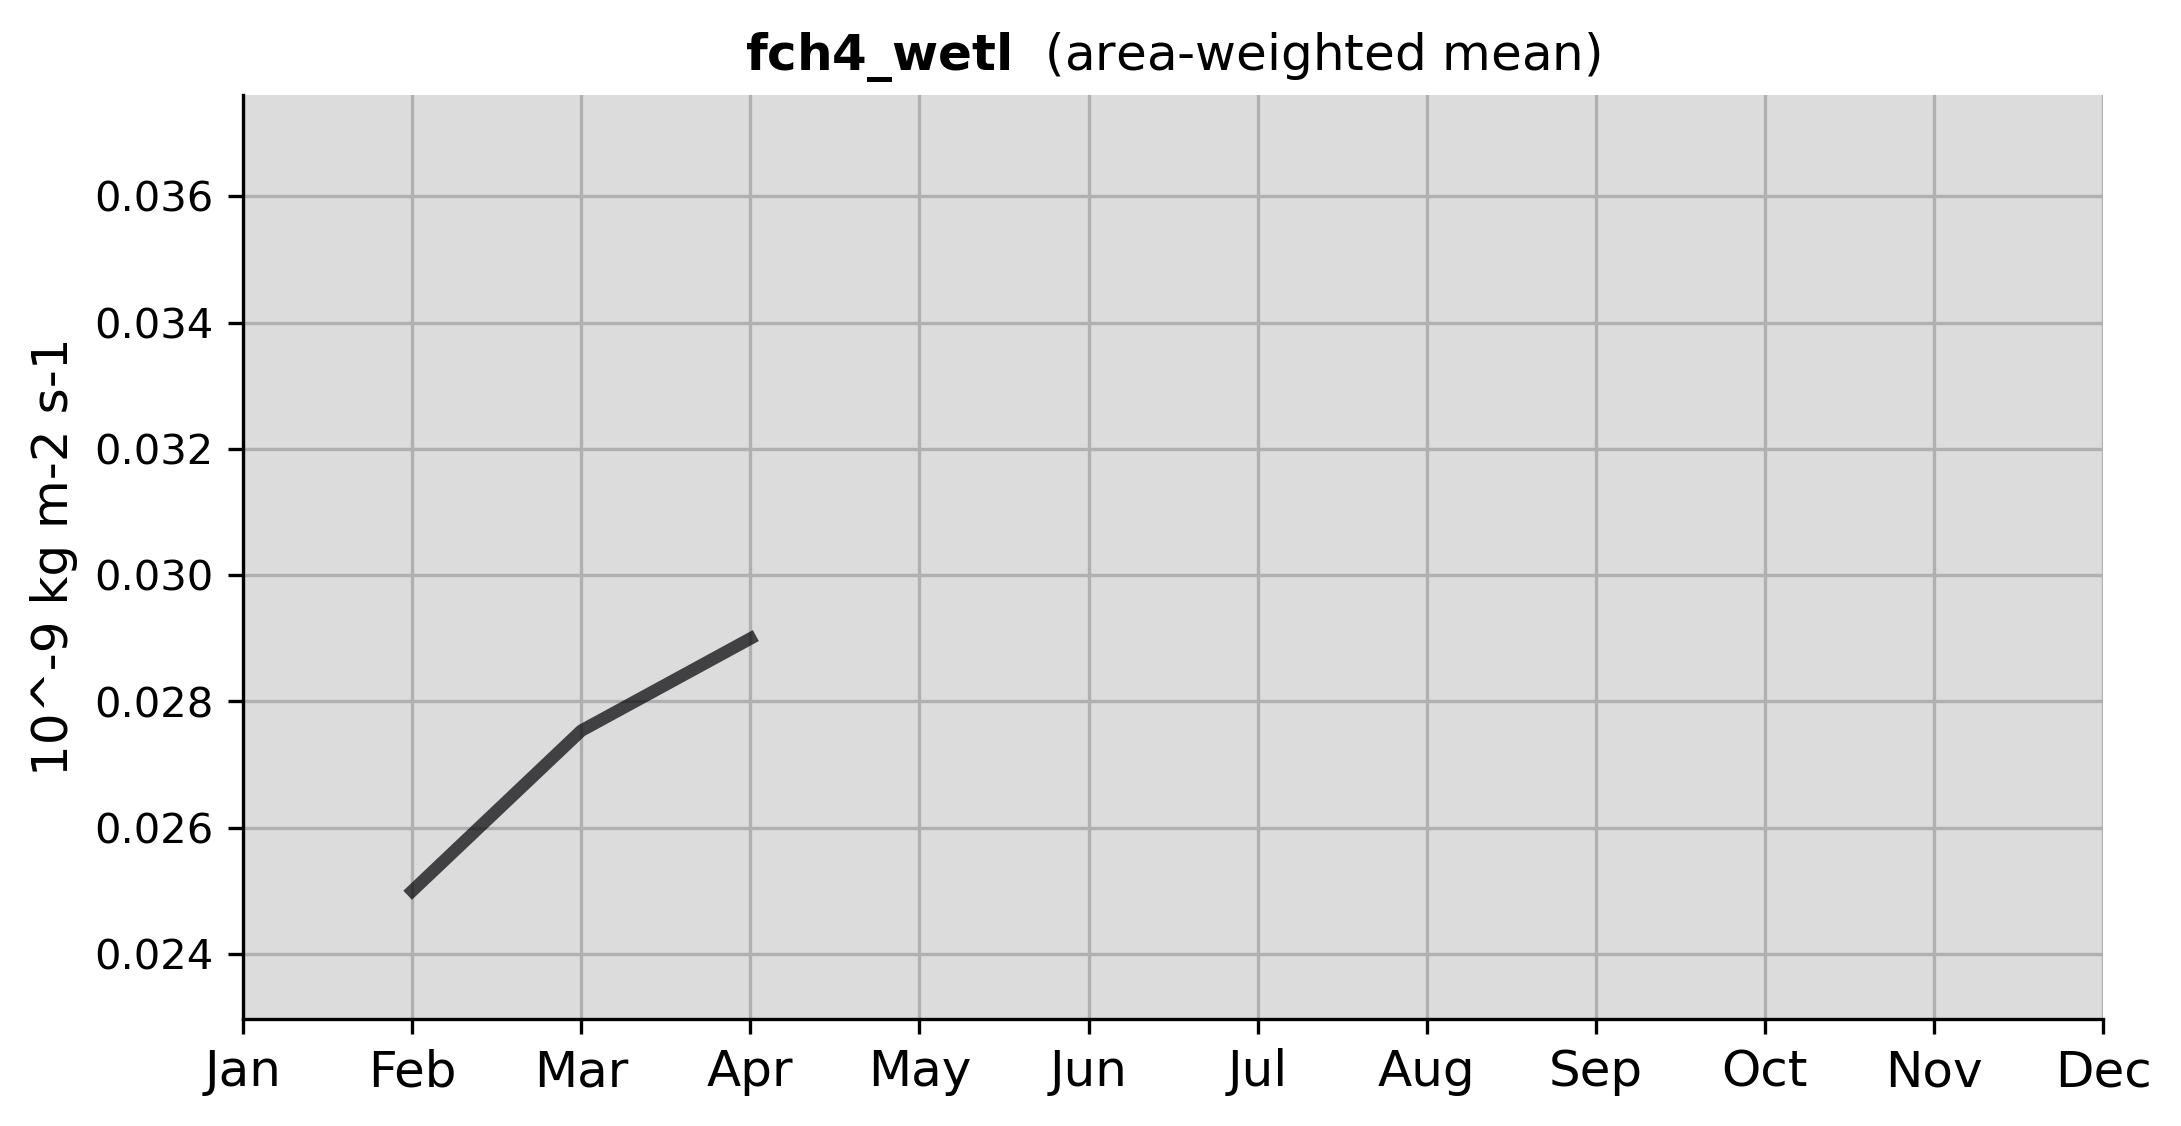 fch4_wetl (area-weighted mean)
10^-9 kg m-2 s-1
0.036
0.034
0.032
0.030
0.028
0.026
0.024
Jan Feb Mar Apr May Jun Jul Aug Sep Oct Nov Dec